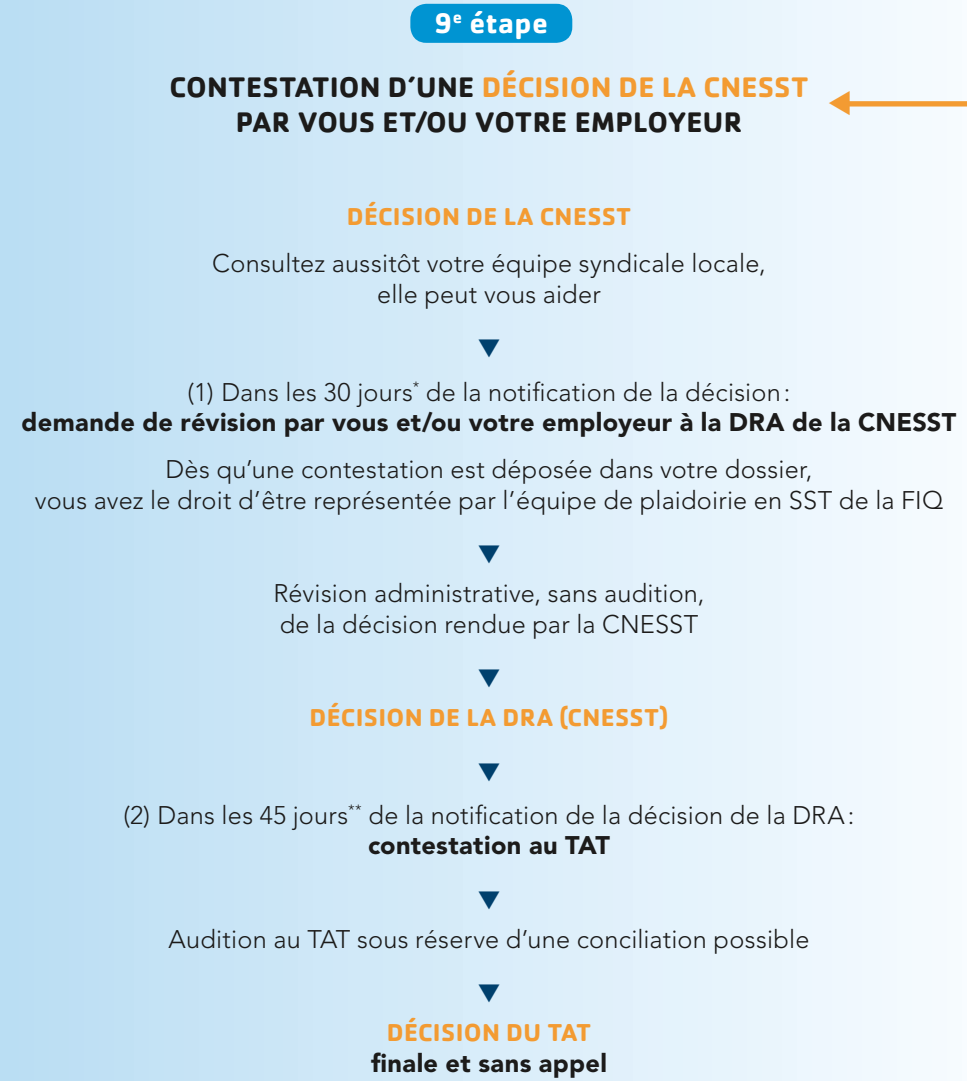 9e étape
CONTESTATION D'UNE DÉCISION DE LA CNESST
PAR VOUS ET/OU VOTRE EMPLOYEUR
DÉCISION DE LA CNESST
Consultez aussitôt votre équipe syndicale locale,
elle peut vous aider
(1) Dans les 30 jours* de la notification de la décision :
demande de révision par vous et/ou votre employeur à la DRA de la CNESST
Dès qu'une contestation est déposée dans votre dossier,
vous avez le droit d'être représentée par l'équipe de plaidoirie en SST de la FIQ
Révision administrative, sans audition,
de la décision rendue par la CNESST
DÉCISION DE LA DRA (CNESST)
(2) Dans les 45 jours** de la notification de la décision de la DRA :
contestation au TAT
Audition au TAT sous réserve d'une conciliation possible
DÉCISION DU TAT
finale et sans appel